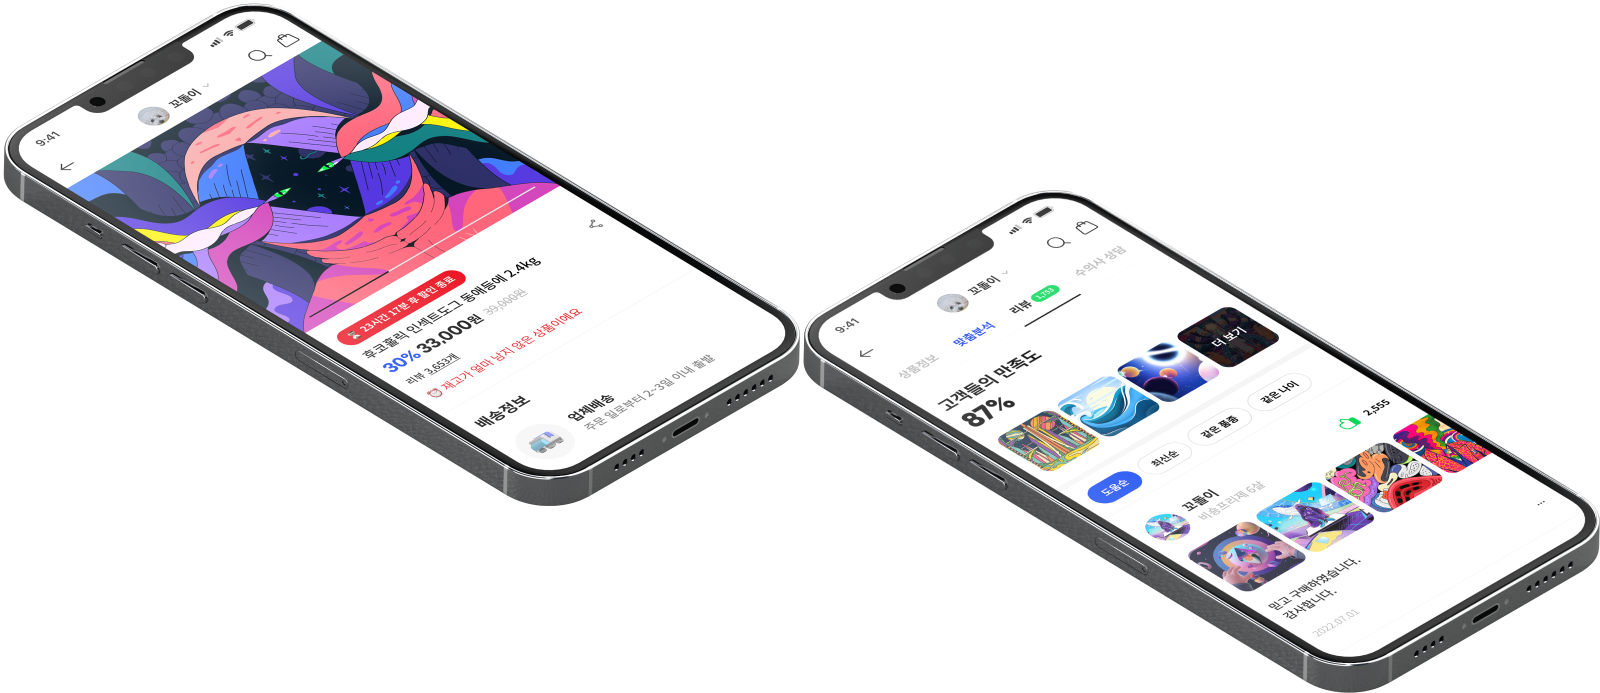 9:41
꼬돌이
⏳ 23시간 17분 후 할인 종료
후코홀릭 인섹트도그 동애등에 2.4kg
30% 33,000원 39,000원
리뷰 3,653개
재고가 얼마 남지 않은 상품이에요
배송정보
업체배송
주문 일로부터 2~3일 이내 출발
9:41
꼬돌이
상품정보
맞춤분석
리뷰 1,753
수의사 상담
고객들의 만족도
87%
더 보기
도움순
최신순
같은 품종
같은 나이
꼬돌이
비숑프리제 6살
2,555
믿고 구매하였습니다.
감사합니다.
2022.07.01